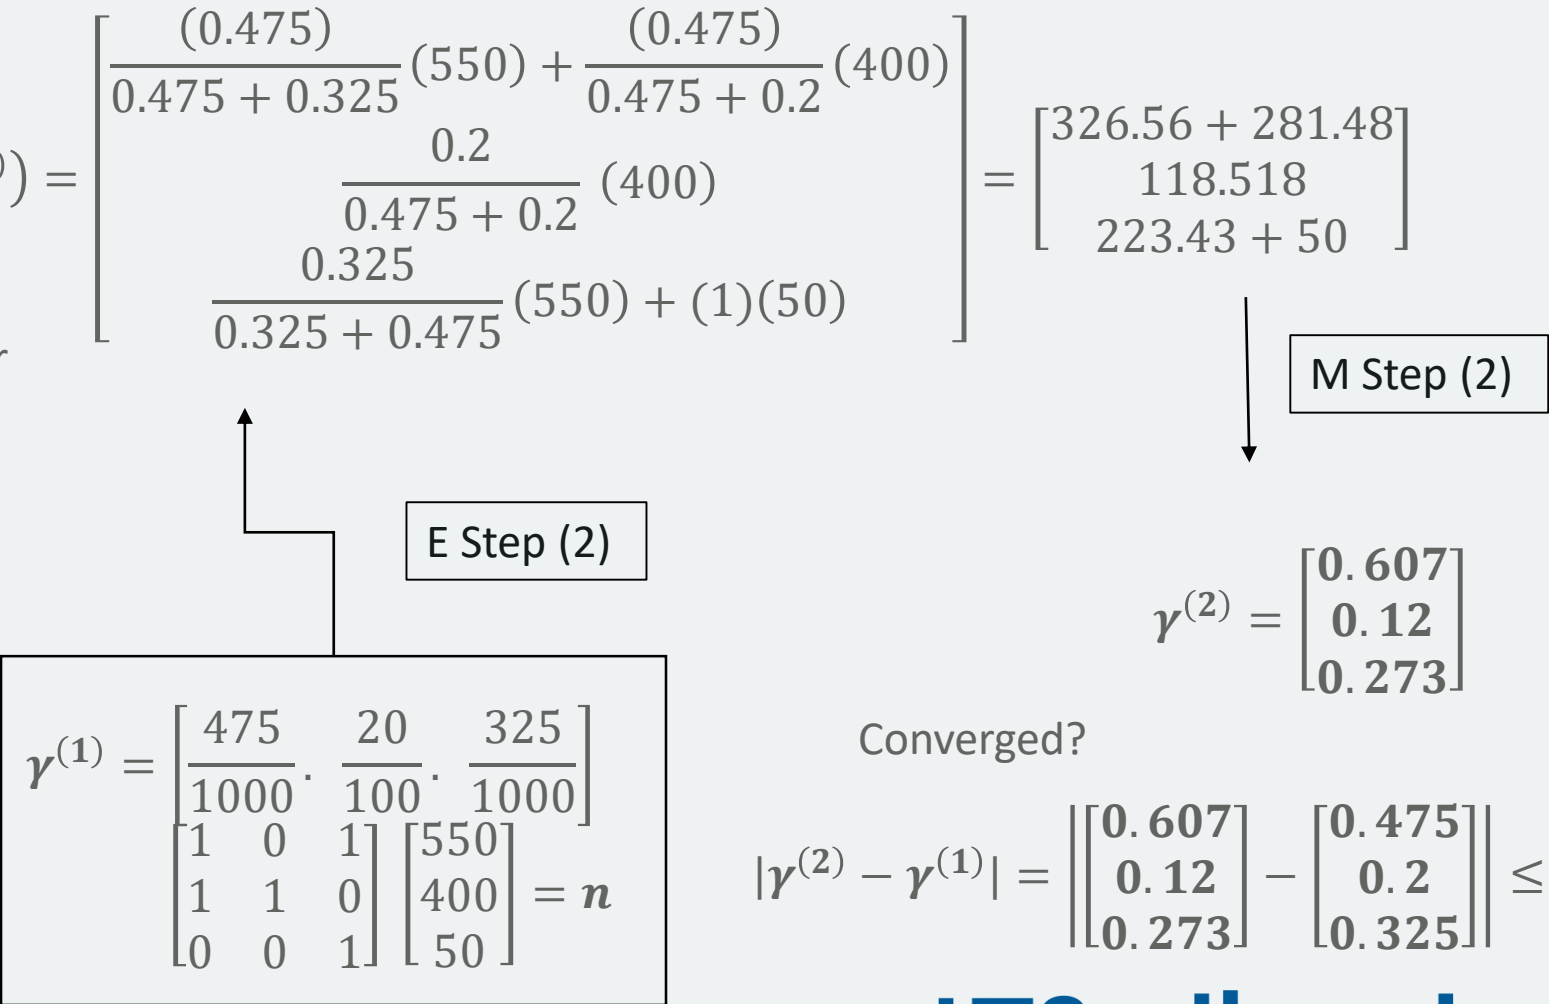 )) = [ (0.475)/(0.475 + 0.325) (550) + (0.475)/(0.475 + 0.2) (400)
0.2/(0.475 + 0.2) (400)
0.325/(0.325 + 0.475) (550) + (1)(50) ]
= [ 326.56 + 281.48
118.518
223.43 + 50 ]
M Step (2)
E Step (2)
γ^(2) = [ 0.607
0.12
0.273 ]
γ^(1) = [ 475/1000 . 20/100 . 325/1000 ]
[ 1 0 1 ] [ 550 ]
[ 1 1 0 ] [ 400 ] = n
[ 0 0 1 ] [ 50 ]
Converged?
|γ^(2) − γ^(1)| = | [ 0.607 ] − [ 0.475 ] | ≤
[ 0.12 ] [ 0.2 ]
[ 0.273 ] [ 0.325 ]